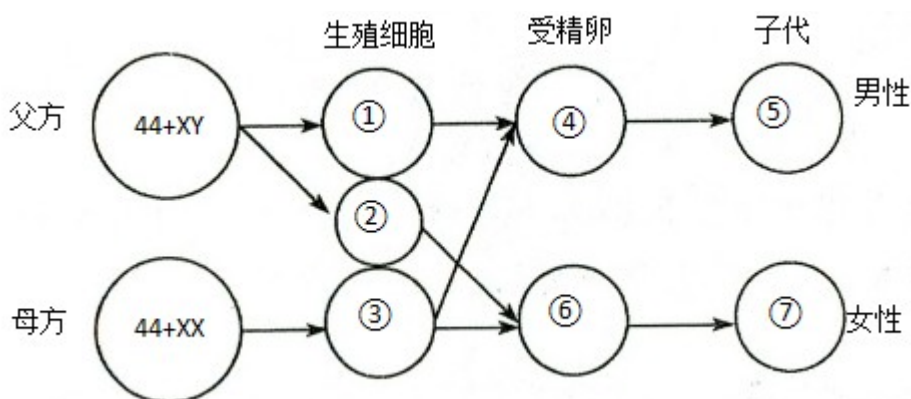 生殖细胞 受精卵 子代
父方 44+XY ① ④ ⑤ 男性
②
母方 44+XX ③ ⑥ ⑦ 女性